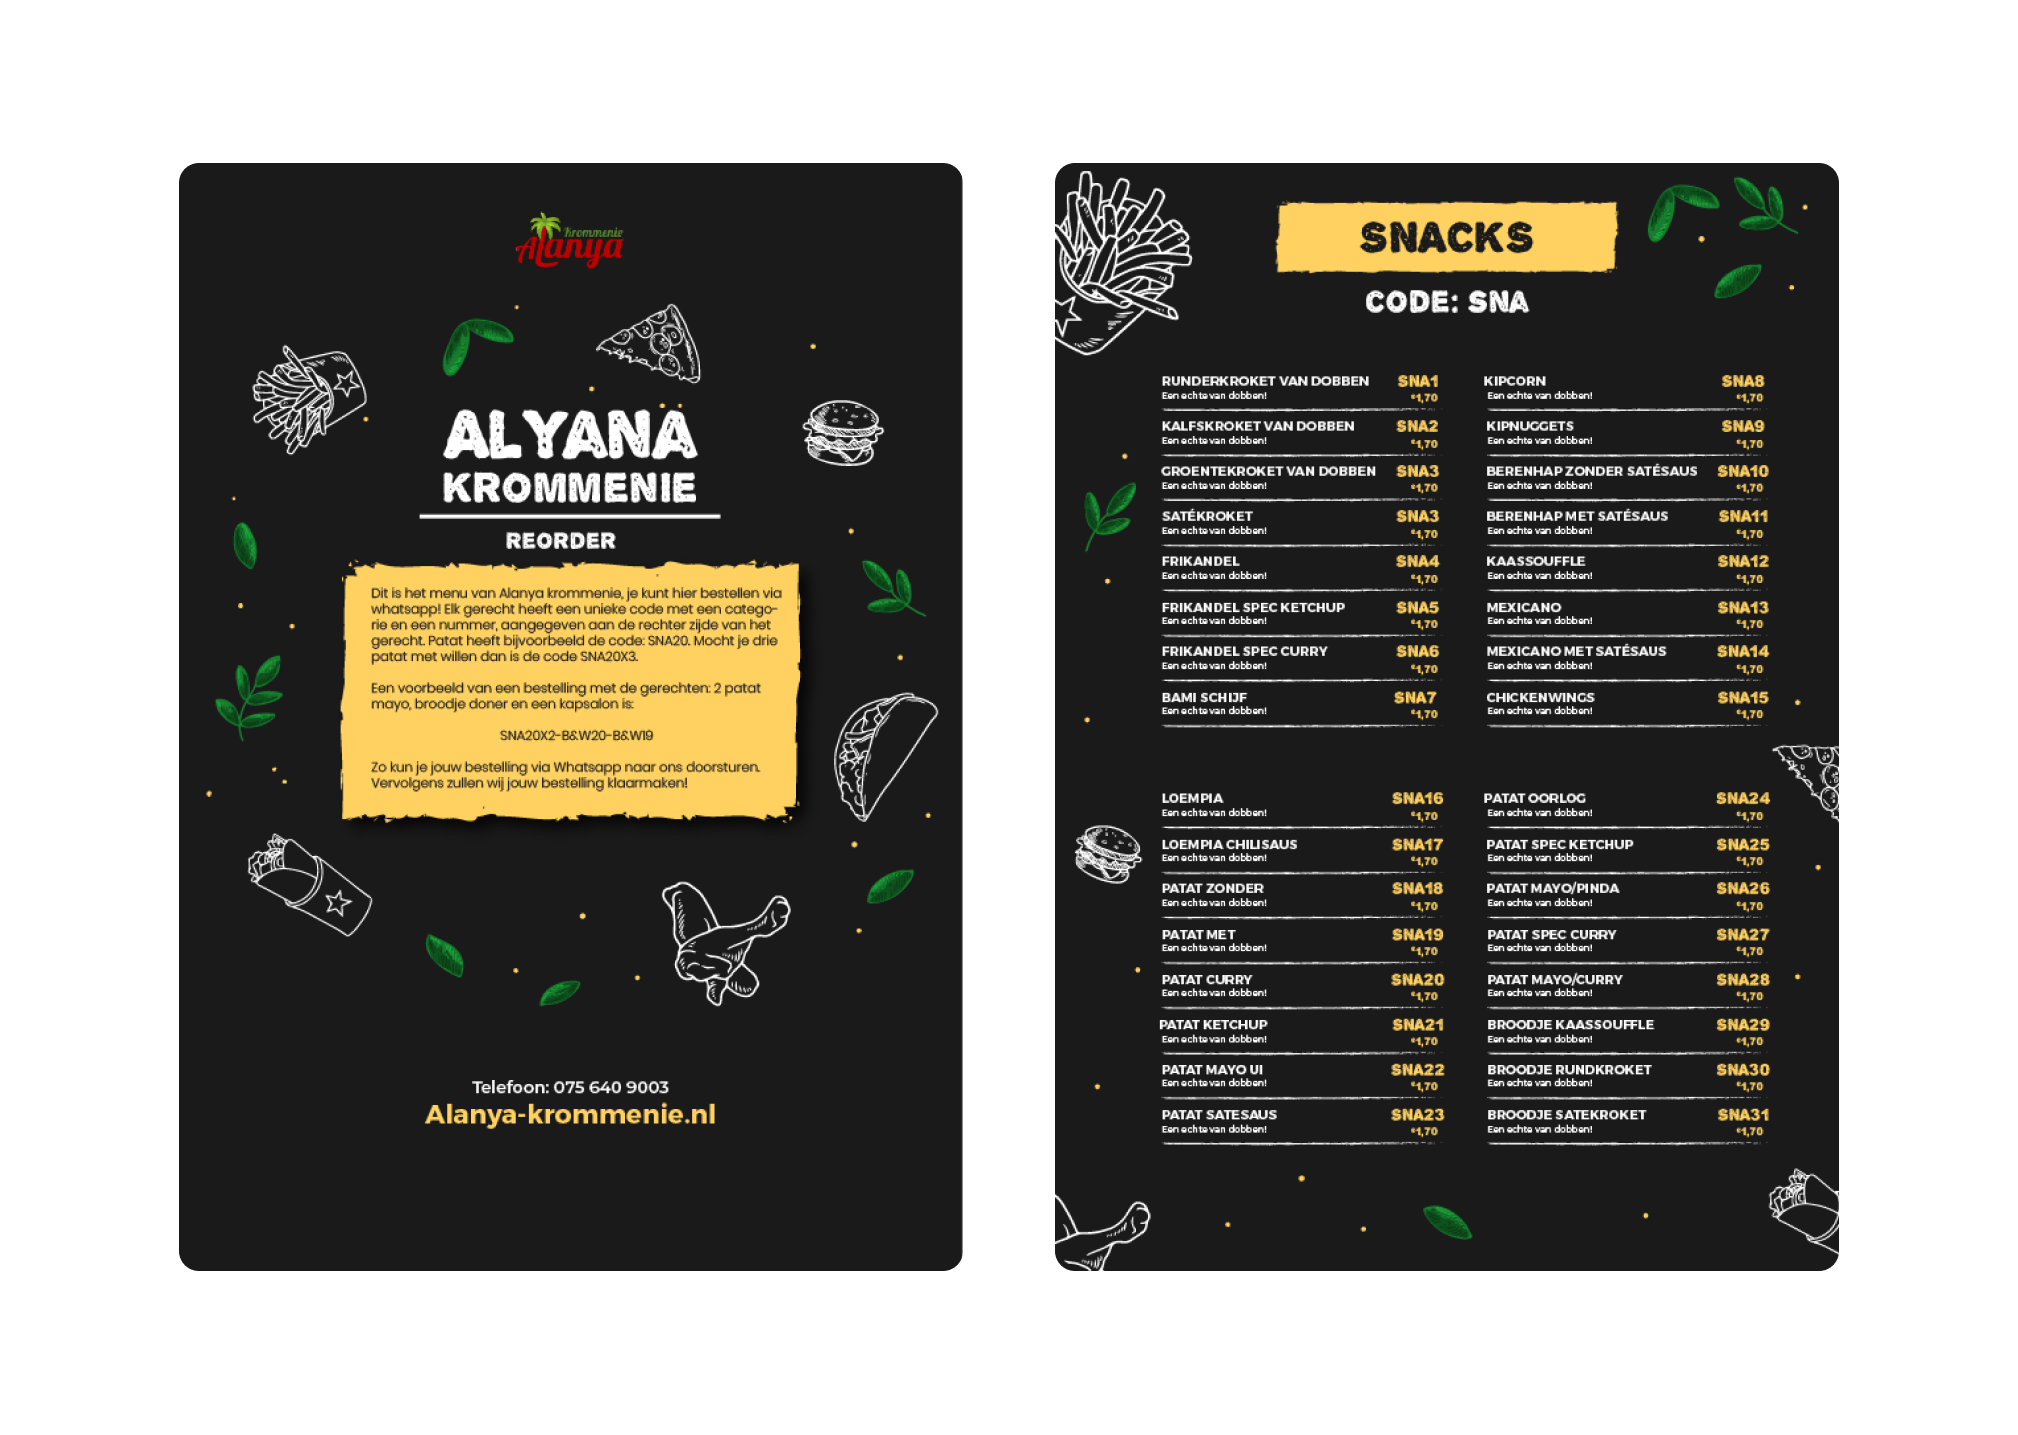 Krommenie
Alanya
ALYANA
KROMMENIE
REORDER
Dit is het menu van Alanya krommenie, je kunt hier bestellen via
whatsapp! Elk gerecht heeft een unieke code met een catego-
rie en een nummer, aangegeven aan de rechter zijde van het
gerecht. Patat heeft bijvoorbeeld de code: SNA20. Mocht je drie
patat met willen dan is de code SNA20X3.
Een voorbeeld van een bestelling met de gerechten: 2 patat
mayo, broodje doner en een kapsalon is:
SNA20X2-B&W20-B&W19
Zo kun je jouw bestelling via Whatsapp naar ons doorsturen.
Vervolgens zullen wij jouw bestelling klaarmaken!
Telefoon: 075 640 9003
Alanya-krommenie.nl
SNACKS
CODE: SNA
RUNDERKROKET VAN DOBBEN SNA1
Een echte van dobben! €1,70
KALFSKROKET VAN DOBBEN SNA2
Een echte van dobben! €1,70
GROENTEKROKET VAN DOBBEN SNA3
Een echte van dobben! €1,70
SATÉKROKET SNA3
Een echte van dobben! €1,70
FRIKANDEL SNA4
Een echte van dobben! €1,70
FRIKANDEL SPEC KETCHUP SNA5
Een echte van dobben! €1,70
FRIKANDEL SPEC CURRY SNA6
Een echte van dobben! €1,70
BAMI SCHIJF SNA7
Een echte van dobben! €1,70
KIPCORN SNA8
Een echte van dobben! €1,70
KIPNUGGETS SNA9
Een echte van dobben! €1,70
BERENHAP ZONDER SATÉSAUS SNA10
Een echte van dobben! €1,70
BERENHAP MET SATÉSAUS SNA11
Een echte van dobben! €1,70
KAASSOUFFLE SNA12
Een echte van dobben! €1,70
MEXICANO SNA13
Een echte van dobben! €1,70
MEXICANO MET SATÉSAUS SNA14
Een echte van dobben! €1,70
CHICKENWINGS SNA15
Een echte van dobben! €1,70
LOEMPIA SNA16
Een echte van dobben! €1,70
LOEMPIA CHILISAUS SNA17
Een echte van dobben! €1,70
PATAT ZONDER SNA18
Een echte van dobben! €1,70
PATAT MET SNA19
Een echte van dobben! €1,70
PATAT CURRY SNA20
Een echte van dobben! €1,70
PATAT KETCHUP SNA21
Een echte van dobben! €1,70
PATAT MAYO UI SNA22
Een echte van dobben! €1,70
PATAT SATESAUS SNA23
Een echte van dobben! €1,70
PATAT OORLOG SNA24
Een echte van dobben! €1,70
PATAT SPEC KETCHUP SNA25
Een echte van dobben! €1,70
PATAT MAYO/PINDA SNA26
Een echte van dobben! €1,70
PATAT SPEC CURRY SNA27
Een echte van dobben! €1,70
PATAT MAYO/CURRY SNA28
Een echte van dobben! €1,70
BROODJE KAASSOUFFLE SNA29
Een echte van dobben! €1,70
BROODJE RUNDKROKET SNA30
Een echte van dobben! €1,70
BROODJE SATEKROKET SNA31
Een echte van dobben! €1,70